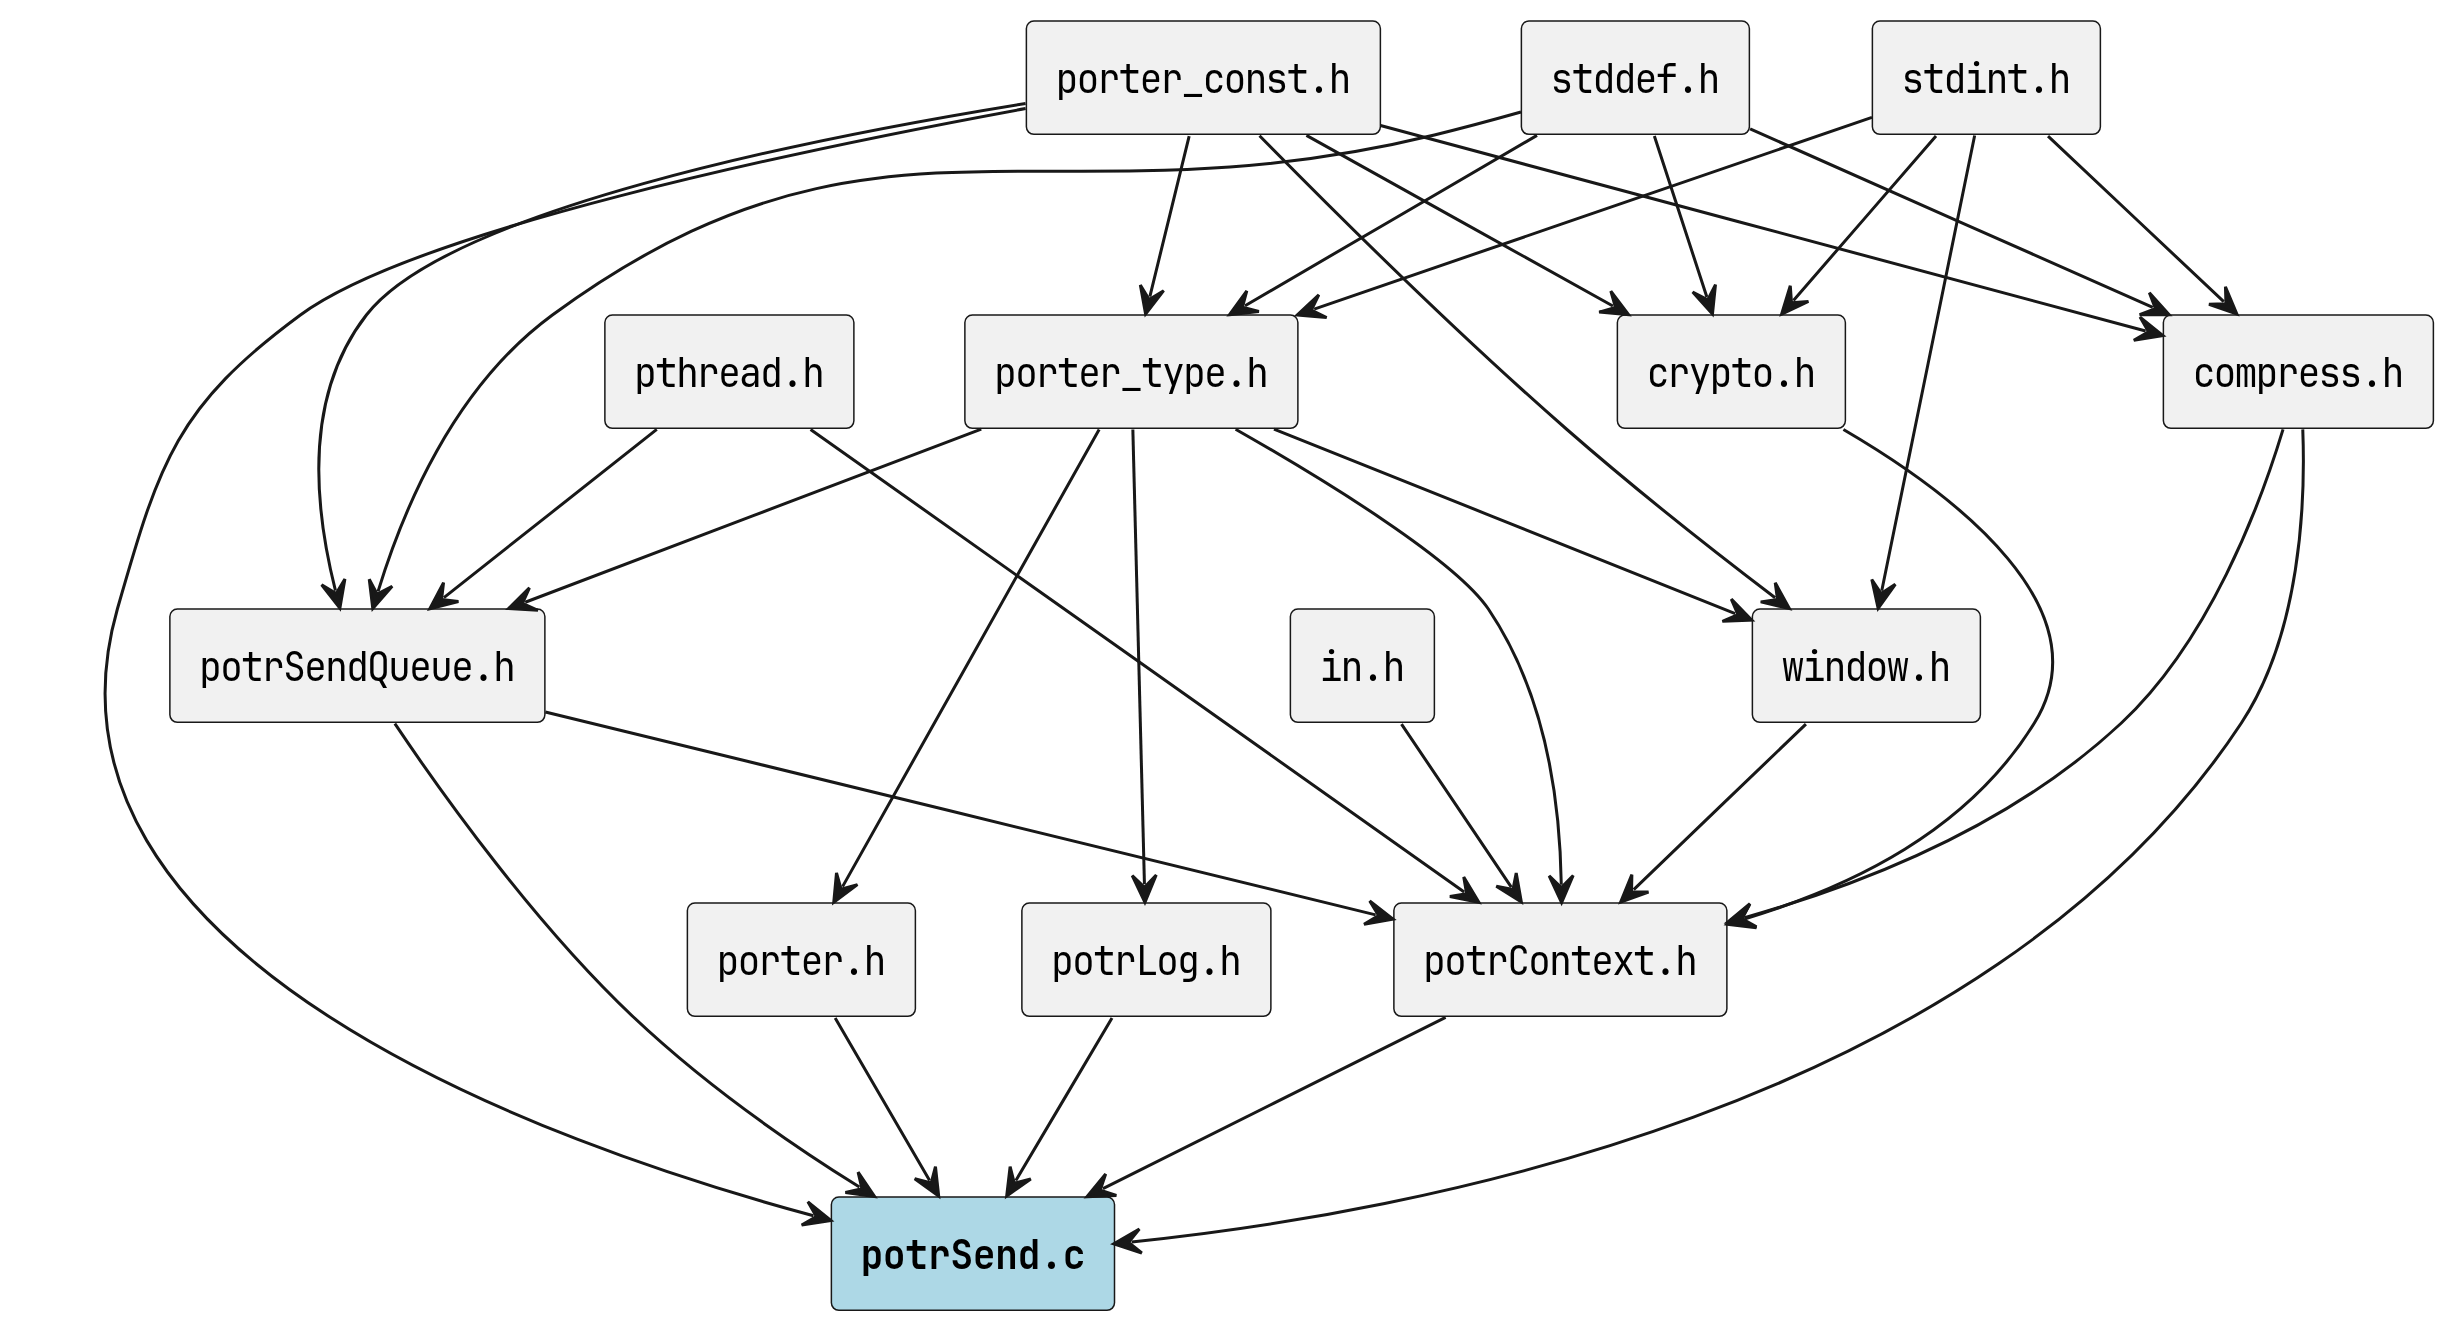 porter_const.h
stddef.h
stdint.h
pthread.h
porter_type.h
crypto.h
compress.h
potrSendQueue.h
in.h
window.h
porter.h
potrLog.h
potrContext.h
potrSend.c